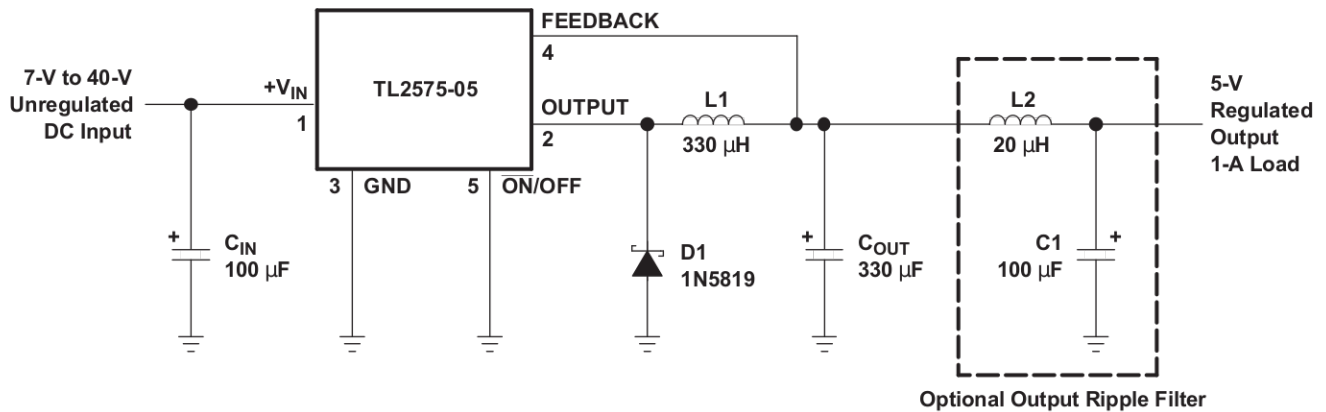 7-V to 40-V
Unregulated
DC Input
+VIN
1
TL2575-05
FEEDBACK
4
OUTPUT
2
3 GND
5 ON/OFF
CIN
100 μF
D1
1N5819
L1
330 μH
COUT
330 μF
L2
20 μH
C1
100 μF
5-V
Regulated
Output
1-A Load
Optional Output Ripple Filter
+
+
+